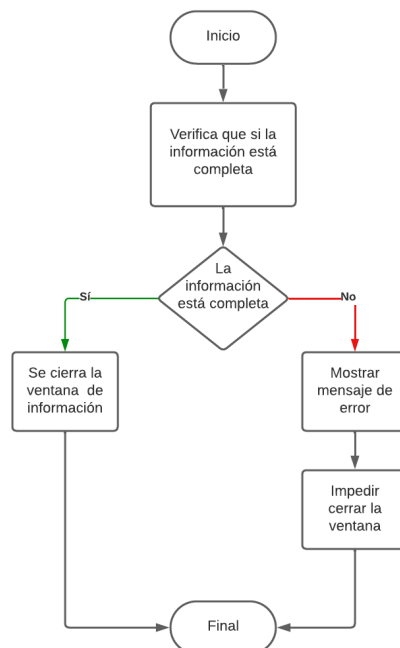 Inicio
Verifica que si la
información está
completa
La
información
está completa
Sí
No
Se cierra la
ventana de
información
Mostrar
mensaje de
error
Impedir
cerrar la
ventana
Final